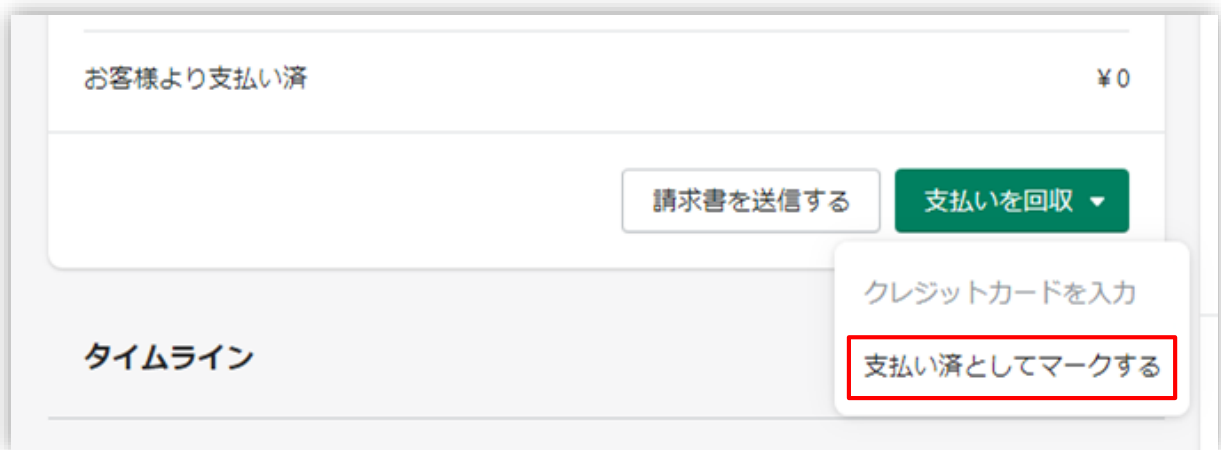 お客様より支払い済 ¥0
請求書を送信する 支払いを回収
クレジットカードを入力
タイムライン
支払い済としてマークする